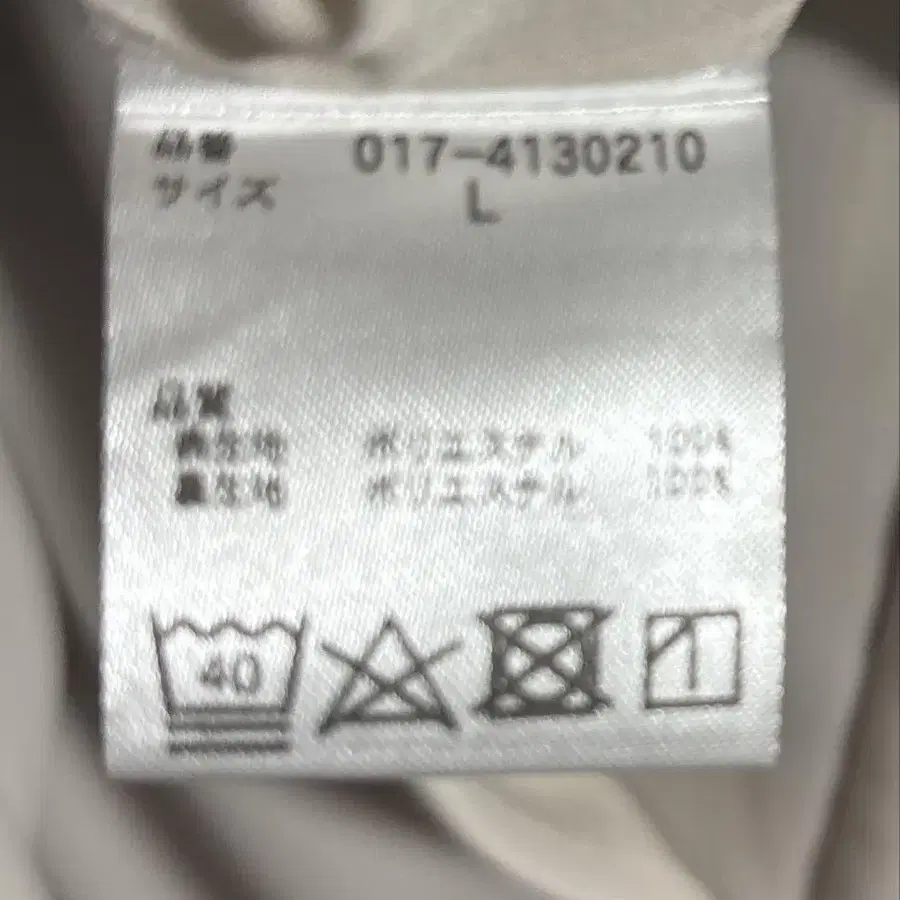 品番 017-4130210
サイズ L
品質
表生地 ポリエステル 100%
裏生地 ポリエステル 100%
40